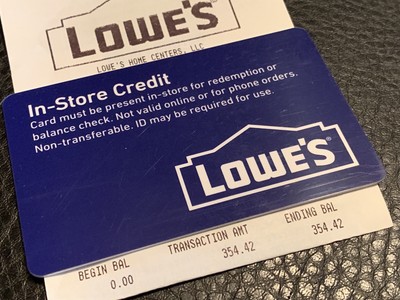 LOWE'S
LOWE'S HOME CENTERS, LLC
In-Store Credit
Card must be present in-store for redemption or
balance check. Not valid online or for phone orders.
Non-transferable. ID may be required for use.
LOWE'S®
BEGIN BAL TRANSACTION AMT ENDING BAL
0.00 354.42 354.42